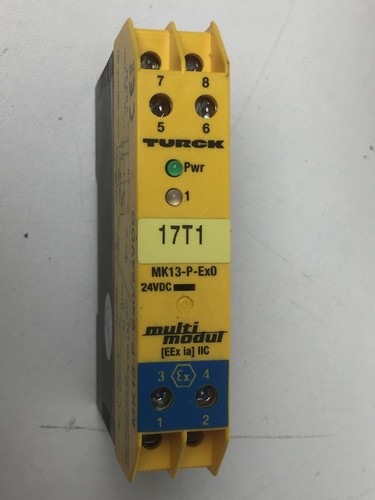 7 8
5 6
TURCK
Pwr
1
17T1
MK13-P-Ex0
24VDC
multi
modul
[EEx ia] IIC
3 Ex 4
1 2